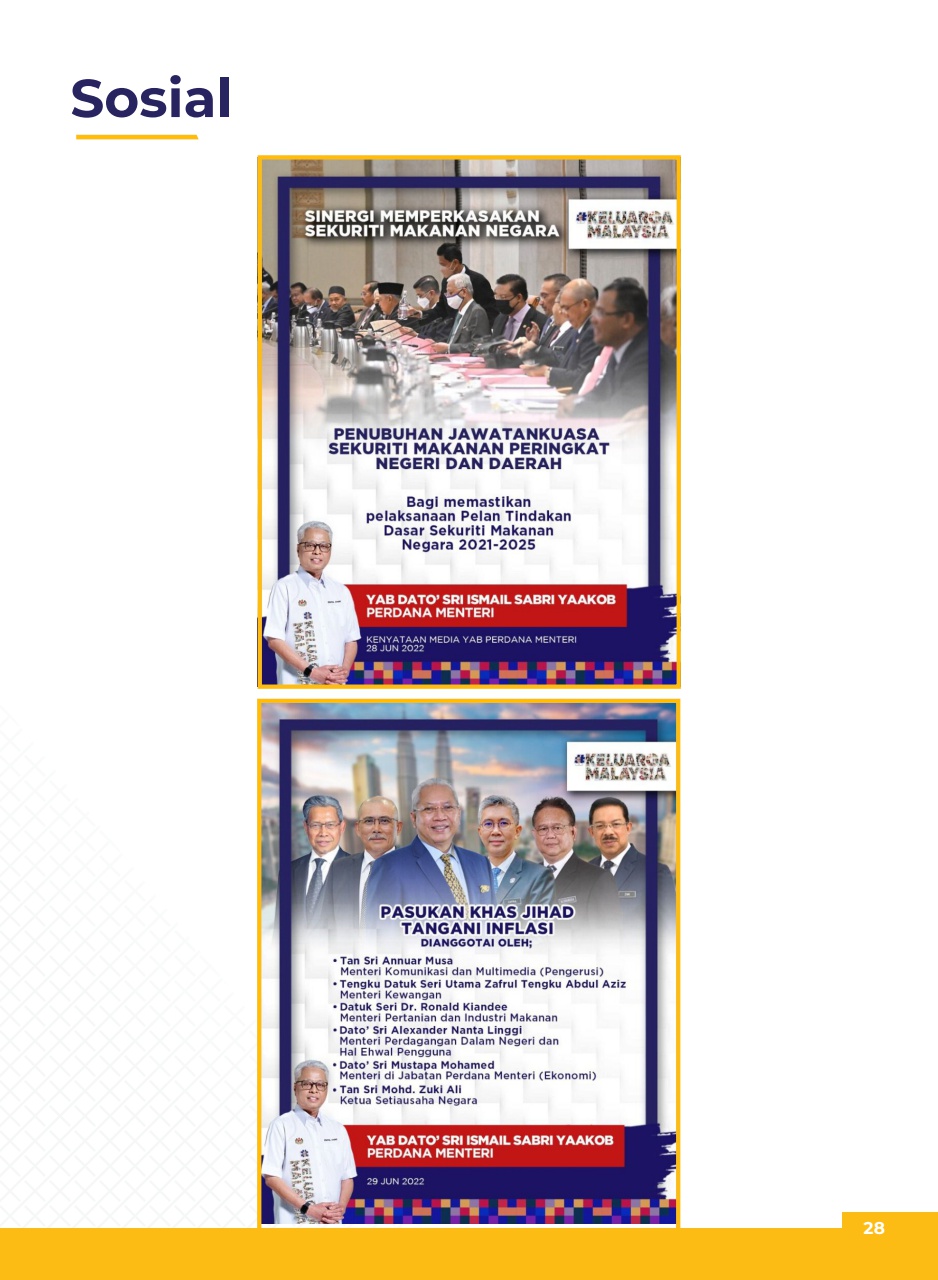 Sosial
SINERGI MEMPERKASAKAN
SEKURITI MAKANAN NEGARA
#KELUARGA
MALAYSIA
PENUBUHAN JAWATANKUASA
SEKURITI MAKANAN PERINGKAT
NEGERI DAN DAERAH
Bagi memastikan
pelaksanaan Pelan Tindakan
Dasar Sekuriti Makanan
Negara 2021-2025
YAB DATO' SRI ISMAIL SABRI YAAKOB
PERDANA MENTERI
KENYATAAN MEDIA YAB PERDANA MENTERI
28 JUN 2022
#KELUARGA
MALAYSIA
PASUKAN KHAS JIHAD
TANGANI INFLASI
DIANGGOTAI OLEH;
• Tan Sri Annuar Musa
Menteri Komunikasi dan Multimedia (Pengerusi)
• Tengku Datuk Seri Utama Zafrul Tengku Abdul Aziz
Menteri Kewangan
• Datuk Seri Dr. Ronald Kiandee
Menteri Pertanian dan Industri Makanan
• Dato' Sri Alexander Nanta Linggi
Menteri Perdagangan Dalam Negeri dan
Hal Ehwal Pengguna
• Dato' Sri Mustapa Mohamed
Menteri di Jabatan Perdana Menteri (Ekonomi)
• Tan Sri Mohd. Zuki Ali
Ketua Setiausaha Negara
YAB DATO' SRI ISMAIL SABRI YAAKOB
PERDANA MENTERI
29 JUN 2022
28